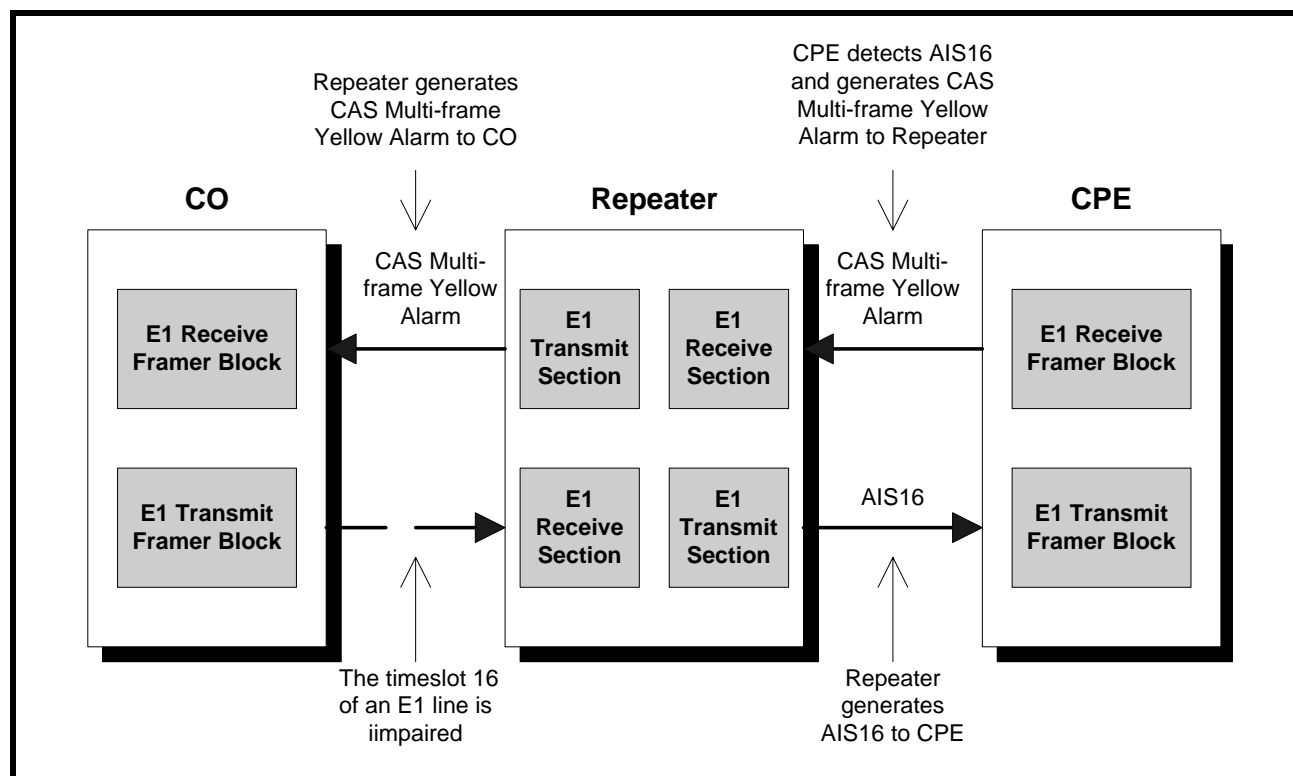 Repeater generates
CAS Multi-frame
Yellow Alarm to CO
CPE detects AIS16
and generates CAS
Multi-frame Yellow
Alarm to Repeater
CO
Repeater
CPE
CAS Multi-
frame Yellow
Alarm
CAS Multi-
frame Yellow
Alarm
E1 Receive
Framer Block
E1
Transmit
Section
E1
Receive
Section
E1 Receive
Framer Block
E1 Transmit
Framer Block
E1
Receive
Section
E1
Transmit
Section
AIS16
E1 Transmit
Framer Block
The timeslot 16
of an E1 line is
iimpaired
Repeater
generates
AIS16 to CPE